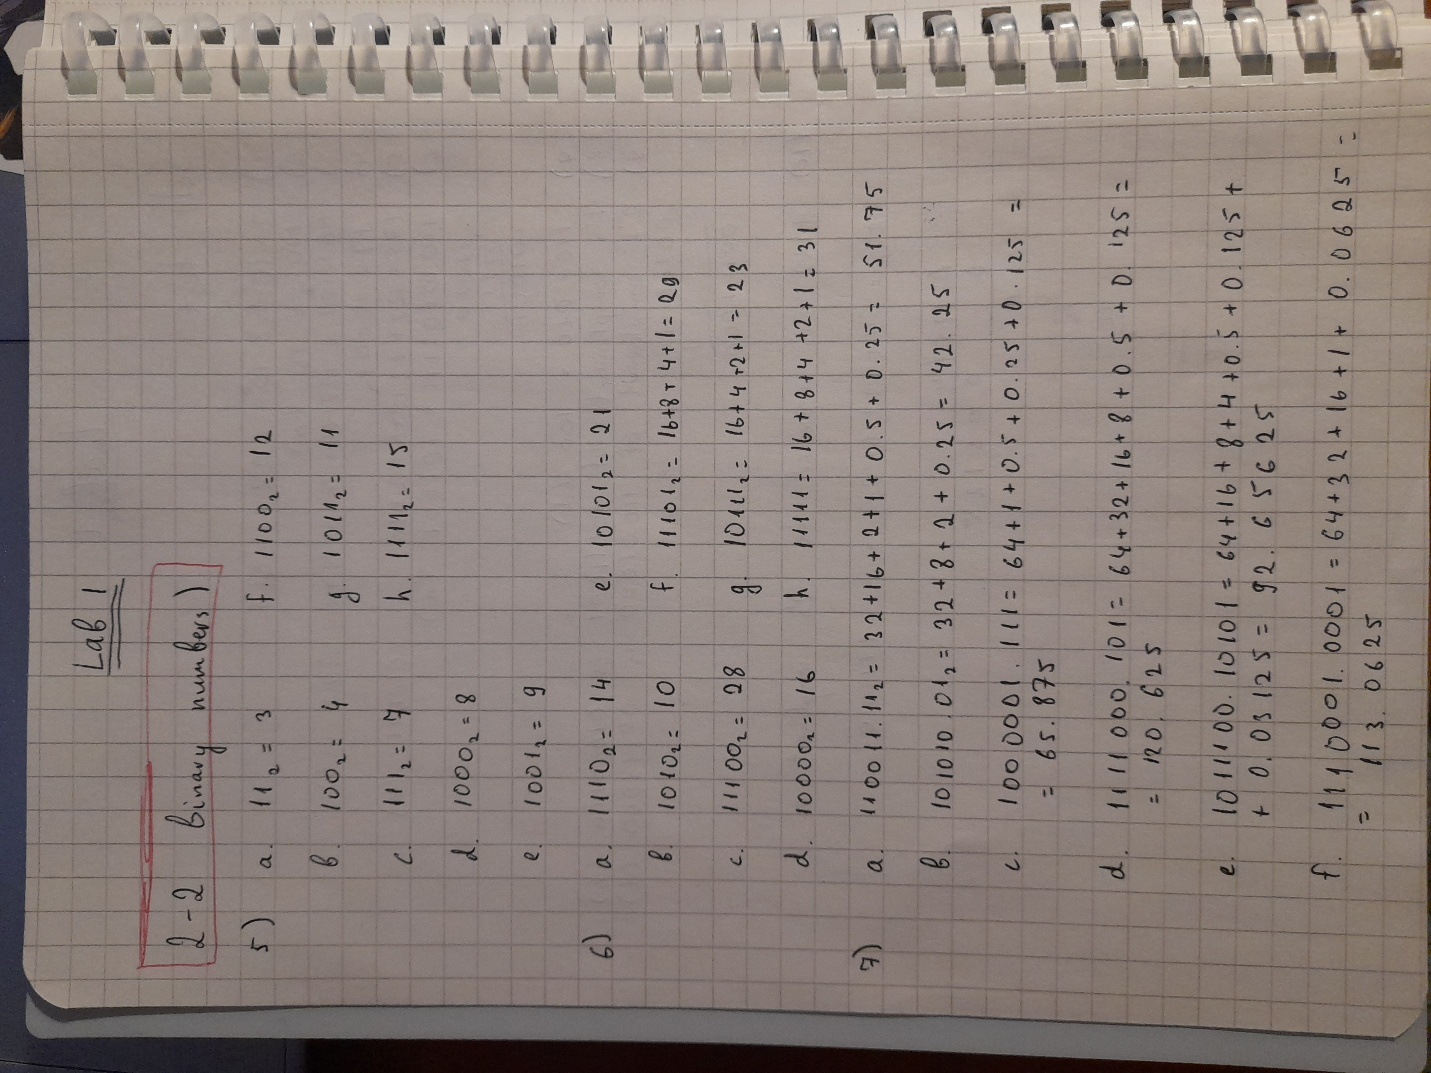 Lab 1
2-2 Binary numbers)
5) a. 11₂ = 3 f. 1100₂ = 12
b. 100₂ = 4 g. 1011₂ = 11
c. 111₂ = 7 h. 1111₂ = 15
d. 1000₂ = 8
e. 1001₂ = 9
6) a. 1110₂ = 14 e. 10101₂ = 21
b. 1010₂ = 10 f. 11101₂ = 16+8+4+1 = 29
c. 11100₂ = 28 g. 10111₂ = 16+4+2+1 = 23
d. 10000₂ = 16 h. 11111 = 16+8+4+2+1 = 31
7) a. 110011.11₂ = 32+16+2+1+0.5+0.25 = 51.75
b. 101010.01₂ = 32+8+2+0.25 = 42.25
c. 1000001.111 = 64+1+0.5+0.25+0.125 =
= 65.875
d. 1111000.101 = 64+32+16+8+0.5+0.125 =
= 120.625
e. 1011100.10101 = 64+16+8+4+0.5+0.125+
+0.03125 = 92.65625
f. 1110001.0001 = 64+32+16+1+0.0625 =
= 113.0625